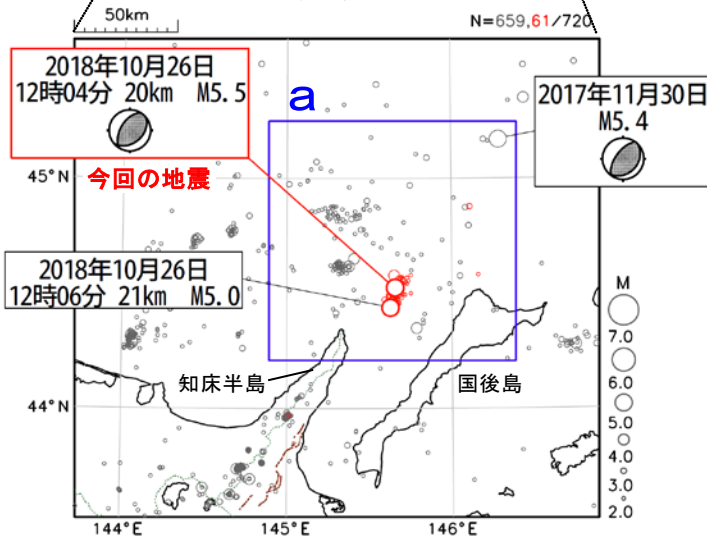 50km
N=659,61/720
2018年10月26日
12時04分 20km M5.5
今回の地震
a
2017年11月30日
M5.4
45°N
2018年10月26日
12時06分 21km M5.0
M
7.0
6.0
5.0
4.0
3.0
2.0
知床半島
国後島
44°N
144°E
145°E
146°E